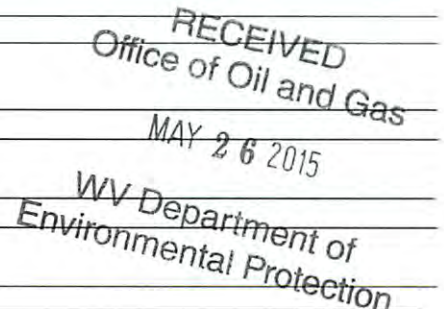 RECEIVED
Office of Oil and Gas
MAY 26 2015
WV Department of
Environmental Protection